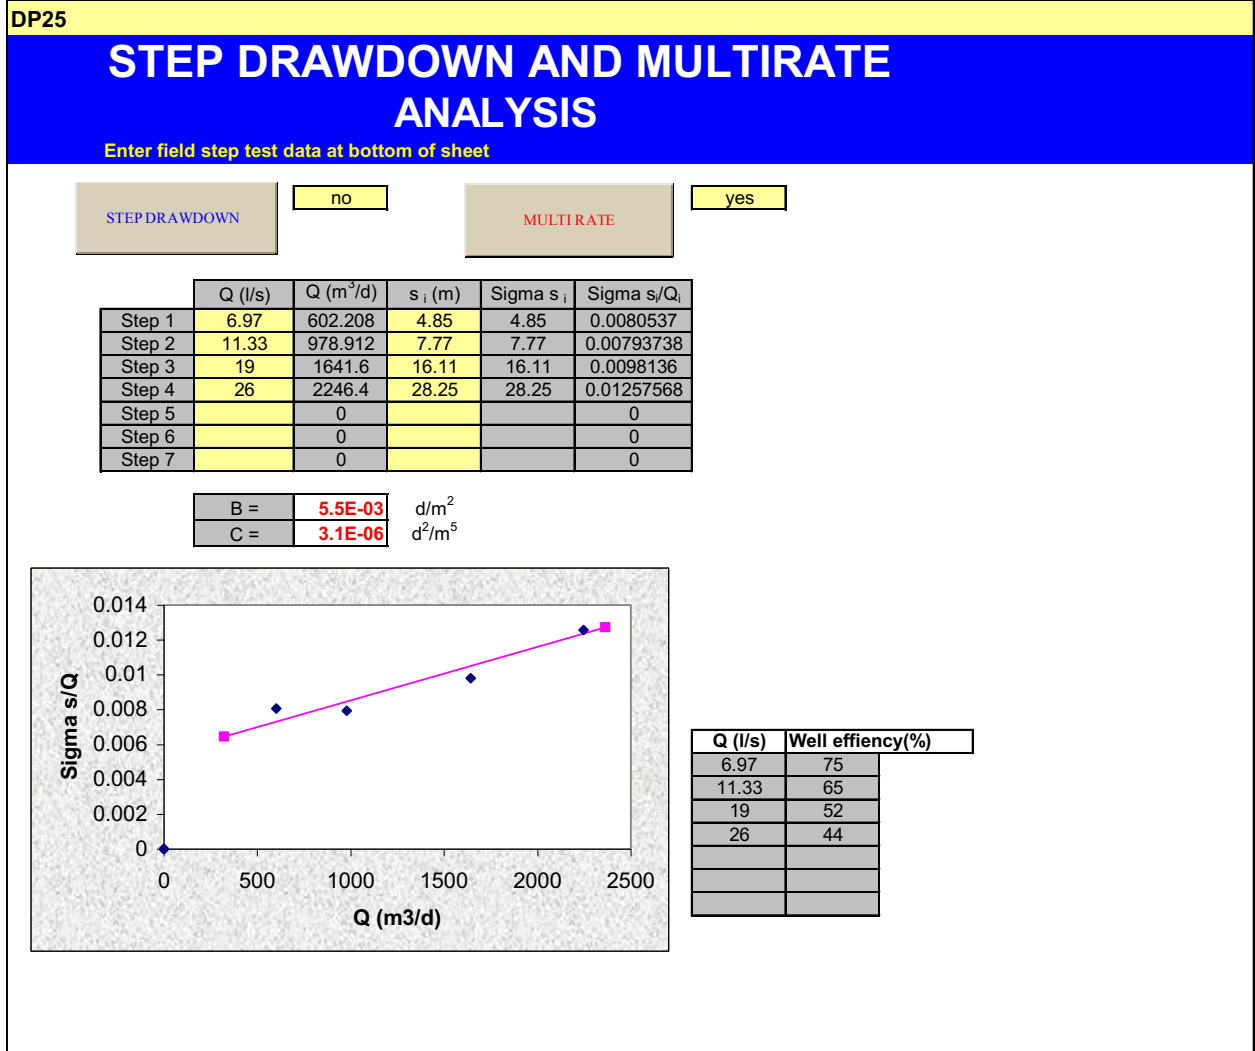 DP25
STEP DRAWDOWN AND MULTIRATE
ANALYSIS
Enter field step test data at bottom of sheet
STEP DRAWDOWN no MULTI RATE yes
Q (l/s) Q (m³/d) s i (m) Sigma s i Sigma si/Qi
Step 1 6.97 602.208 4.85 4.85 0.0080537
Step 2 11.33 978.912 7.77 7.77 0.00793738
Step 3 19 1641.6 16.11 16.11 0.0098136
Step 4 26 2246.4 28.25 28.25 0.01257568
Step 5 0 0
Step 6 0 0
Step 7 0 0
B = 5.5E-03 d/m²
C = 3.1E-06 d²/m⁵
Sigma s/Q
0.014
0.012
0.01
0.008
0.006
0.004
0.002
0
0 500 1000 1500 2000 2500
Q (m3/d)
Q (l/s) Well effiency(%)
6.97 75
11.33 65
19 52
26 44